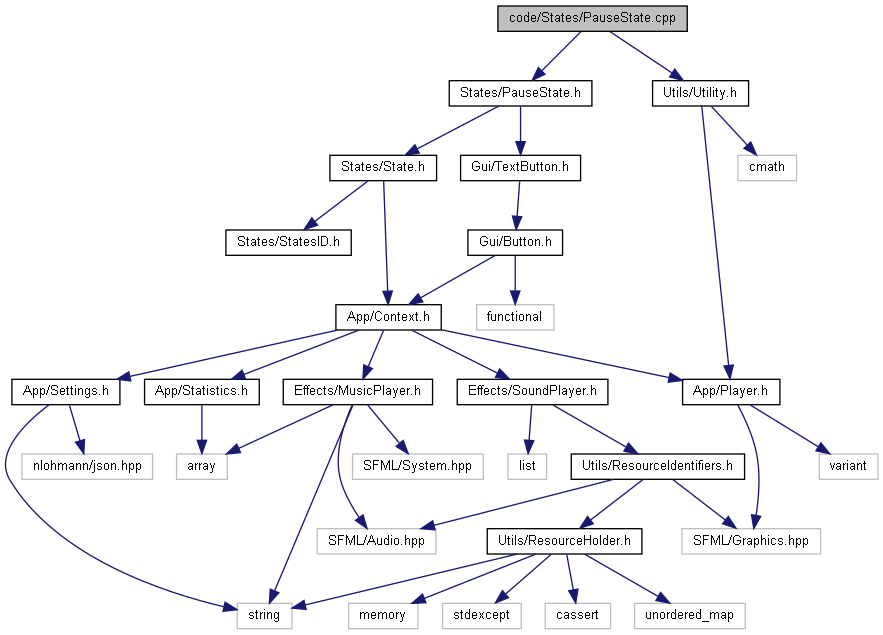 code/States/PauseState.cpp
States/PauseState.h
Utils/Utility.h
States/State.h
Gui/TextButton.h
cmath
States/StatesID.h
Gui/Button.h
App/Context.h
functional
App/Settings.h
App/Statistics.h
Effects/MusicPlayer.h
Effects/SoundPlayer.h
App/Player.h
nlohmann/json.hpp
array
SFML/System.hpp
list
Utils/ResourceIdentifiers.h
variant
SFML/Audio.hpp
Utils/ResourceHolder.h
SFML/Graphics.hpp
string
memory
stdexcept
cassert
unordered_map